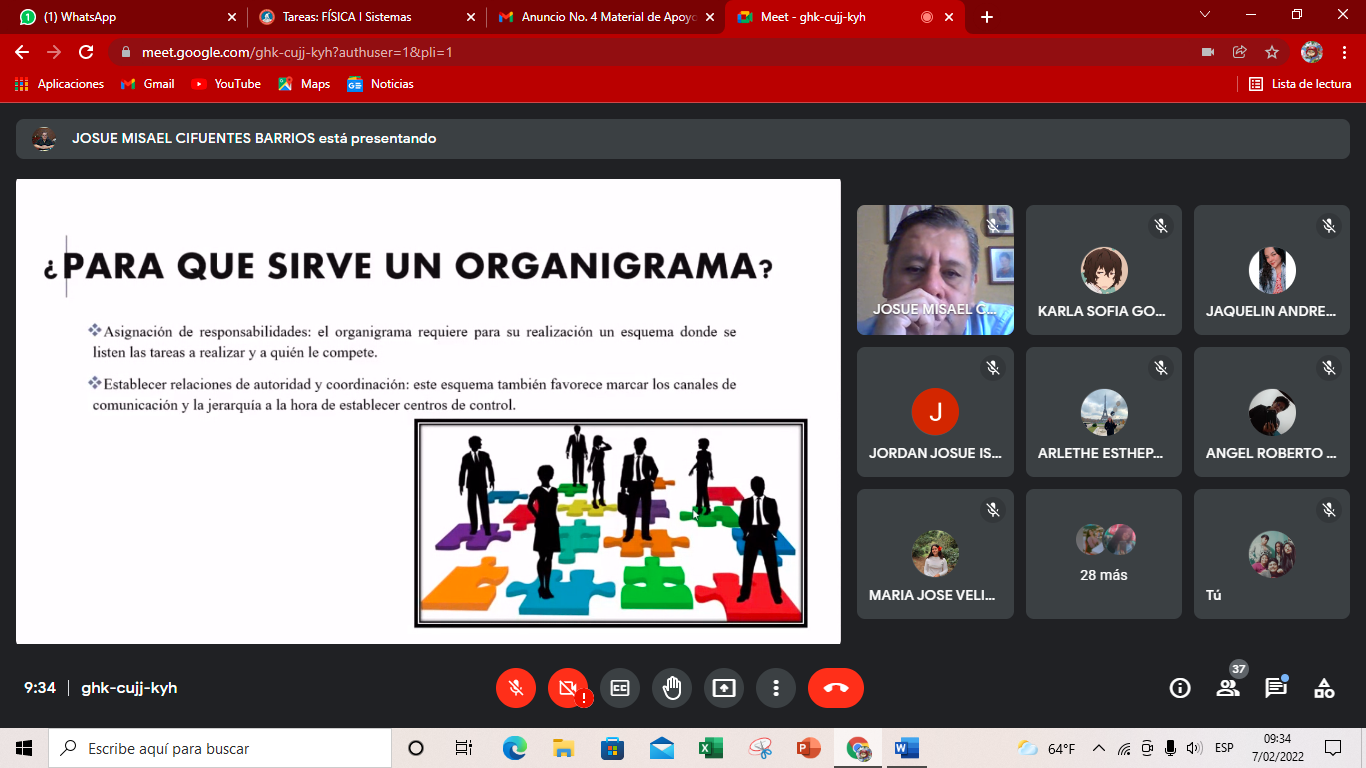 (1) WhatsApp
Tareas: FÍSICA I Sistemas
Anuncio No. 4 Material de Apoyo
Meet - ghk-cujj-kyh
meet.google.com/ghk-cujj-kyh?authuser=1&pli=1
Aplicaciones
Gmail
YouTube
Maps
Noticias
Lista de lectura
JOSUE MISAEL CIFUENTES BARRIOS está presentando
¿PARA QUE SIRVE UN ORGANIGRAMA?
❖Asignación de responsabilidades: el organigrama requiere para su realización un esquema donde se
listen las tareas a realizar y a quién le compete.
❖Establecer relaciones de autoridad y coordinación: este esquema también favorece marcar los canales de
comunicación y la jerarquía a la hora de establecer centros de control.
JOSUE MISAEL C...
KARLA SOFIA GO...
JAQUELIN ANDRE...
J
JORDAN JOSUE IS...
ARLETHE ESTHEP...
ANGEL ROBERTO ...
MARIA JOSE VELI...
28 más
Tú
9:34 | ghk-cujj-kyh
37
Escribe aquí para buscar
64°F
ESP
09:34
7/02/2022